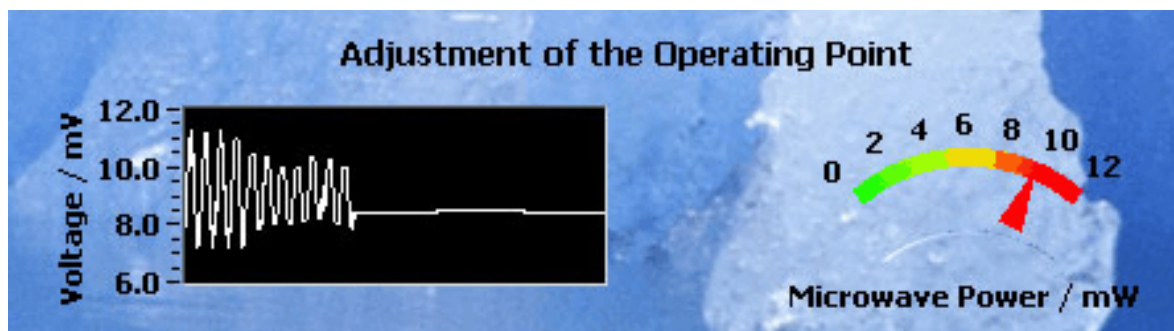 Adjustment of the Operating Point
Voltage / mV
12.0
10.0
8.0
6.0
0 2 4 6 8 10 12
Microwave Power / mW